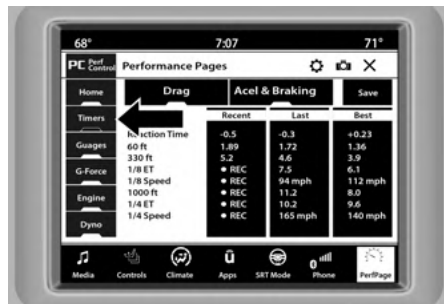 68° 7:07 71°
PC Perf Control Performance Pages
Home Drag Acel & Braking Save
Timers
Recent Last Best
ction Time -0.5 -0.3 +0.23
Guages 60 ft 1.89 1.72 1.36
330 ft 5.2 4.6 3.9
G-Force 1/8 ET • REC 7.5 6.1
1/8 Speed • REC 94 mph 112 mph
Engine 1000 ft • REC 11.2 8.0
1/4 ET • REC 10.2 9.6
Dyno 1/4 Speed • REC 165 mph 140 mph
Media Controls Climate Apps SRT Mode 0 Phone PerfPage